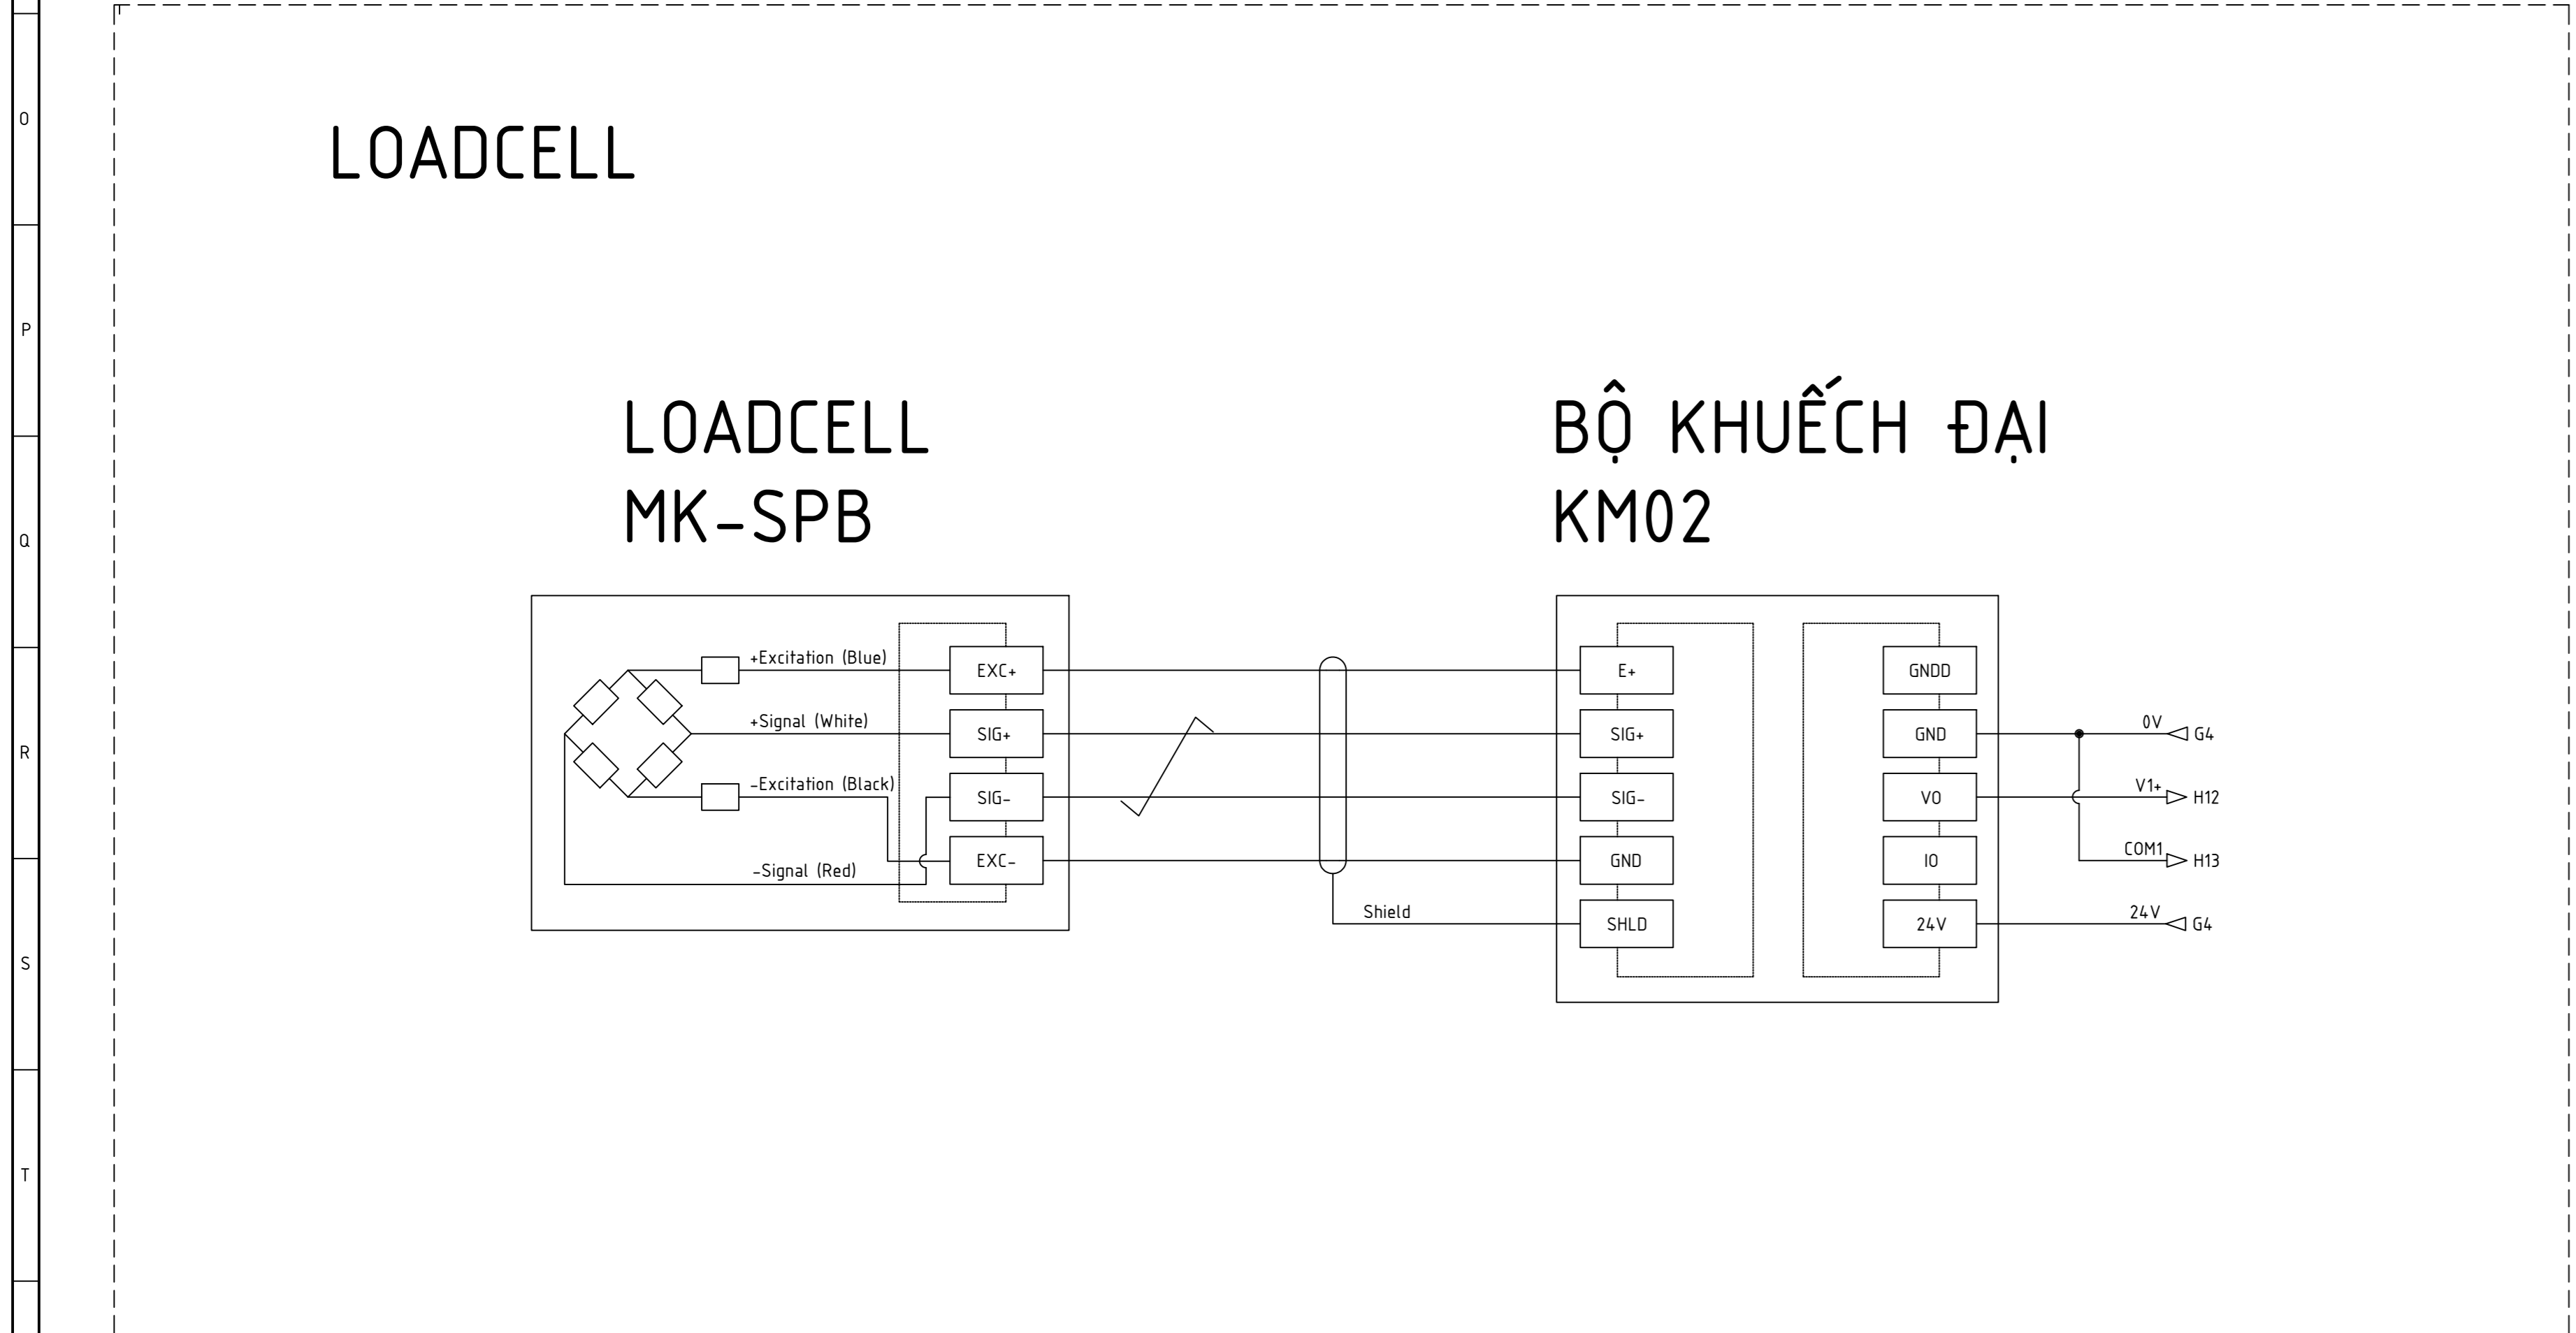 LOADCELL
LOADCELL
MK-SPB
BỘ KHUẾCH ĐẠI
KM02
+Excitation (Blue)
+Signal (White)
-Excitation (Black)
-Signal (Red)
EXC+
SIG+
SIG-
EXC-
Shield
E+
SIG+
SIG-
GND
SHLD
GNDD
GND
VO
IO
24V
0V G4
V1+ H12
COM1 H13
24V G4
O
P
Q
R
S
T